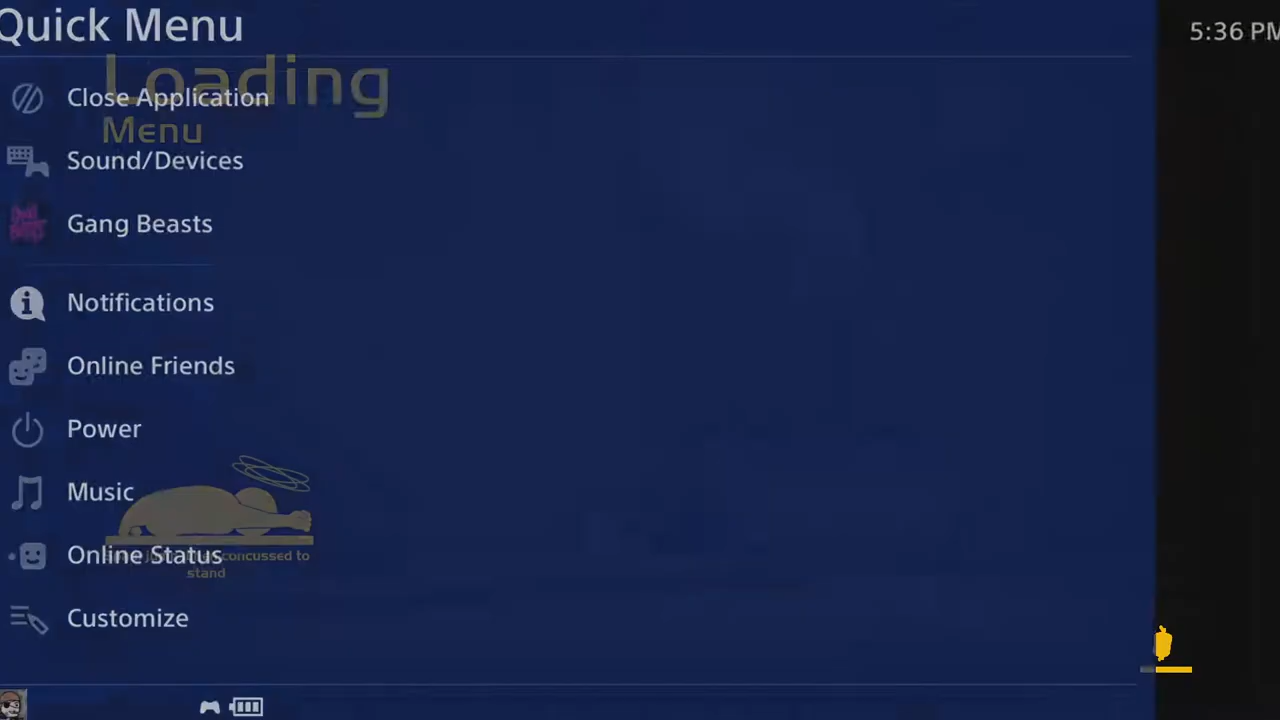 Quick Menu
5:36 PM
Loading
Menu
Close Application
Sound/Devices
Gang Beasts
Notifications
Online Friends
Power
Music
Online Status
concussed to
stand
Customize